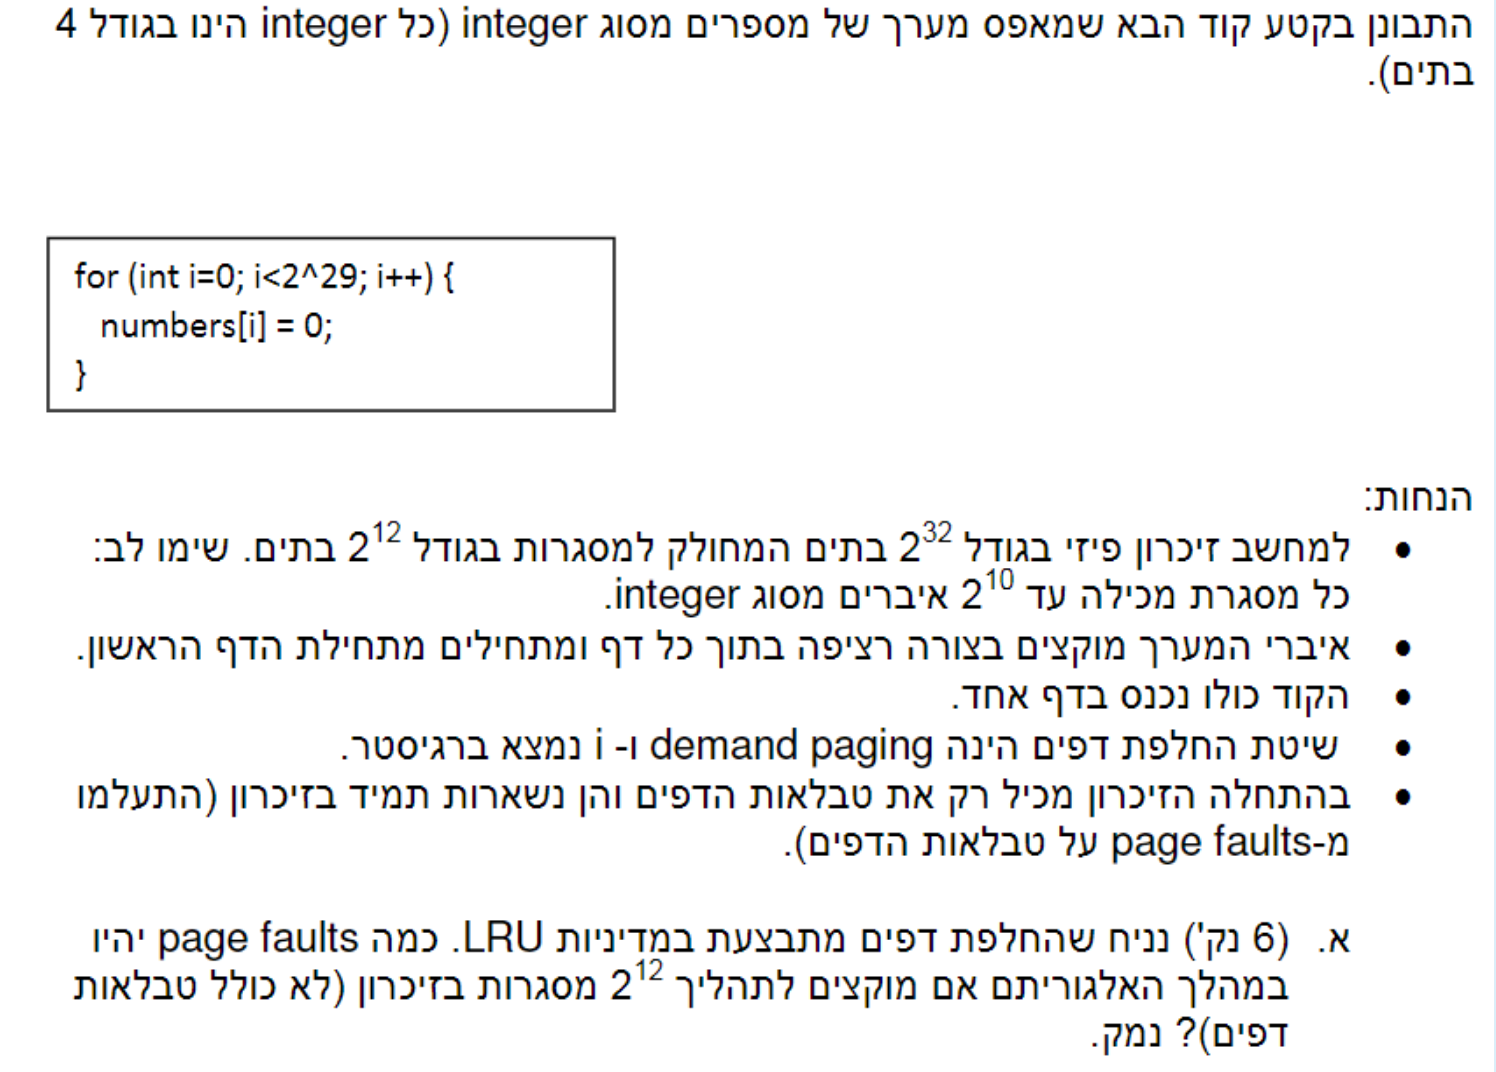 התבונן בקטע קוד הבא שמאפס מערך של מספרים מסוג integer (כל integer הינו בגודל 4
בתים).
for (int i=0; i<2^29; i++) {
numbers[i] = 0;
}
הנחות:
• למחשב זיכרון פיזי בגודל 2^32 בתים המחולק למסגרות בגודל 2^12 בתים. שימו לב:
כל מסגרת מכילה עד 2^10 איברים מסוג integer.
• איברי המערך מוקצים בצורה רציפה בתוך כל דף ומתחילים מתחילת הדף הראשון.
• הקוד כולו נכנס בדף אחד.
• שיטת החלפת דפים הינה demand paging ו- i נמצא ברגיסטר.
• בהתחלה הזיכרון מכיל רק את טבלאות הדפים והן נשארות תמיד בזיכרון (התעלמו
מ-page faults על טבלאות הדפים).
א. (6 נק') נניח שהחלפת דפים מתבצעת במדיניות LRU. כמה page faults יהיו
במהלך האלגוריתם אם מוקצים לתהליך 2^12 מסגרות בזיכרון (לא כולל טבלאות
דפים)? נמק.